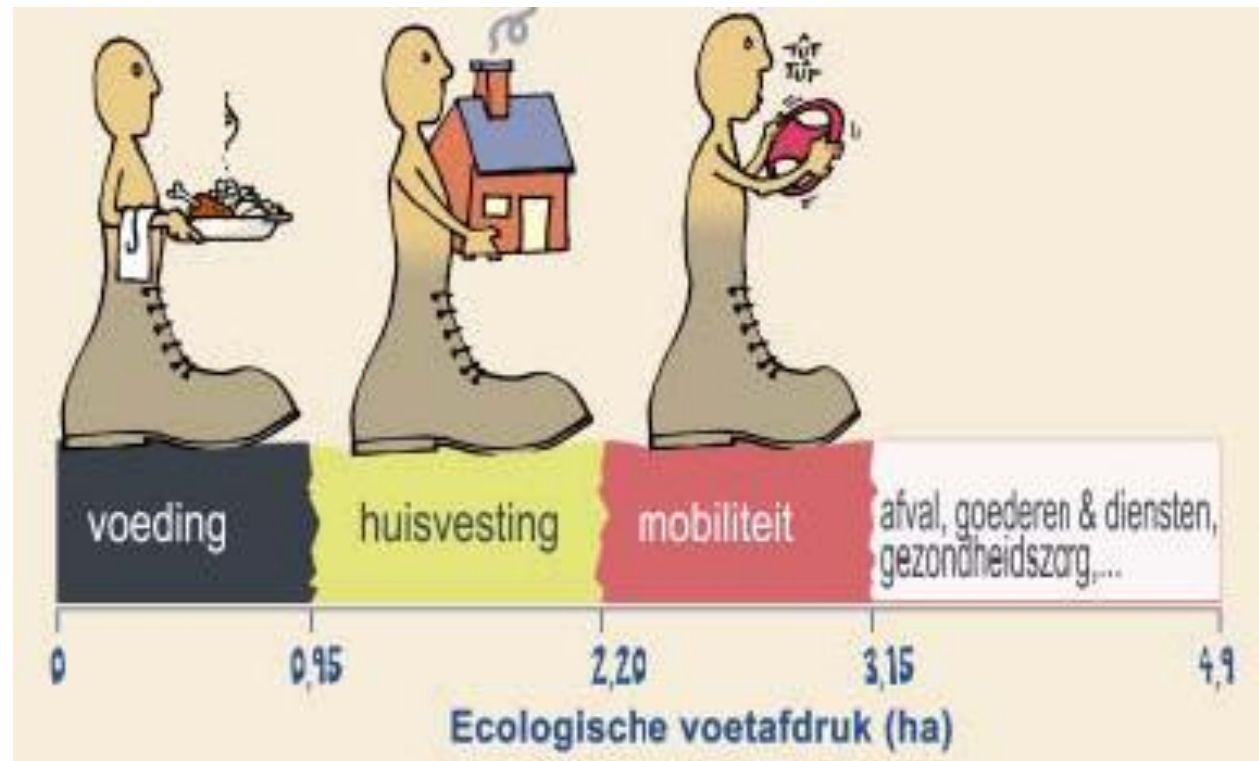 TUT
TUT
voeding
huisvesting
mobiliteit
afval, goederen & diensten,
gezondheidszorg,...
0 0,95 2,20 3,15 4,9
Ecologische voetafdruk (ha)